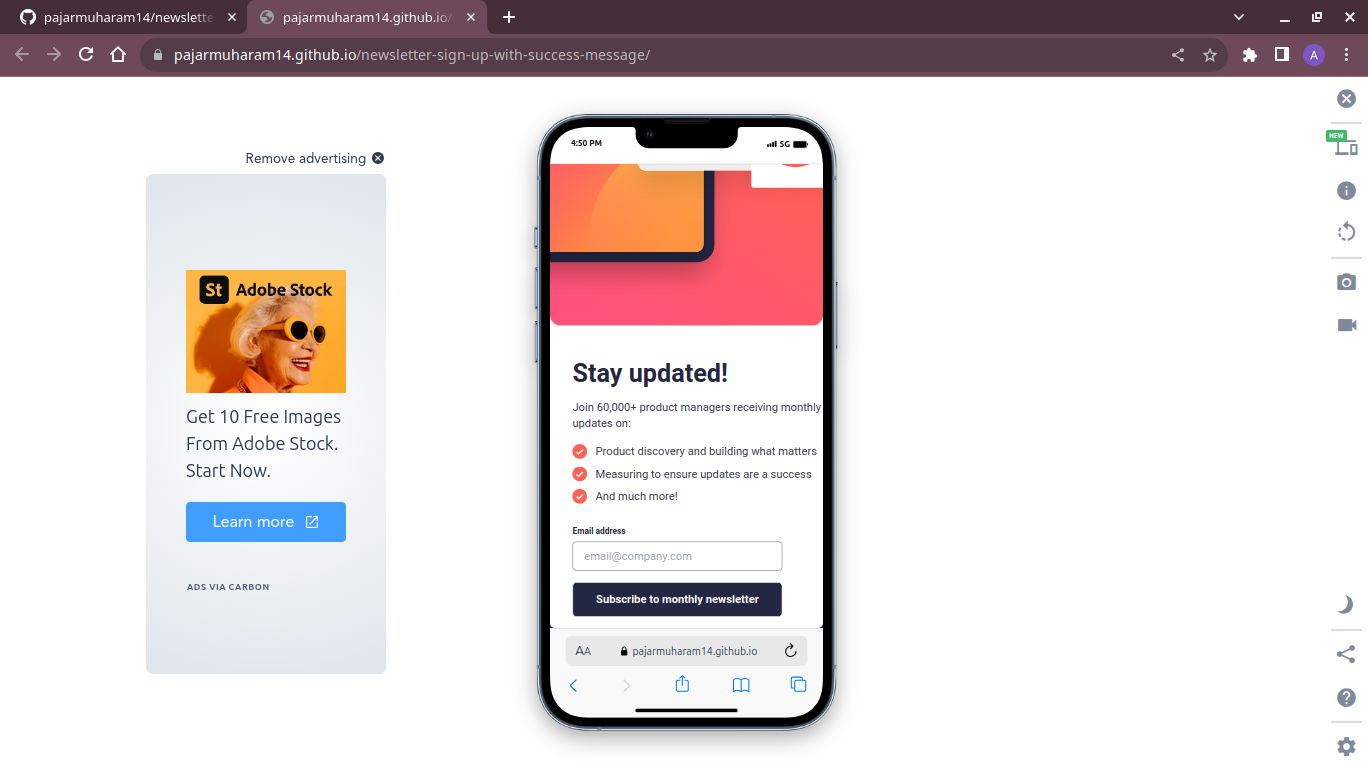 pajarmuharam14/newslette
pajarmuharam14.github.io/
pajarmuharam14.github.io/newsletter-sign-up-with-success-message/
A
NEW
Remove advertising
St Adobe Stock
Get 10 Free Images
From Adobe Stock.
Start Now.
Learn more
ADS VIA CARBON
4:50 PM
5G
Stay updated!
Join 60,000+ product managers receiving monthly
updates on:
Product discovery and building what matters
Measuring to ensure updates are a success
And much more!
Email address
email@company.com
Subscribe to monthly newsletter
AA
pajarmuharam14.github.io